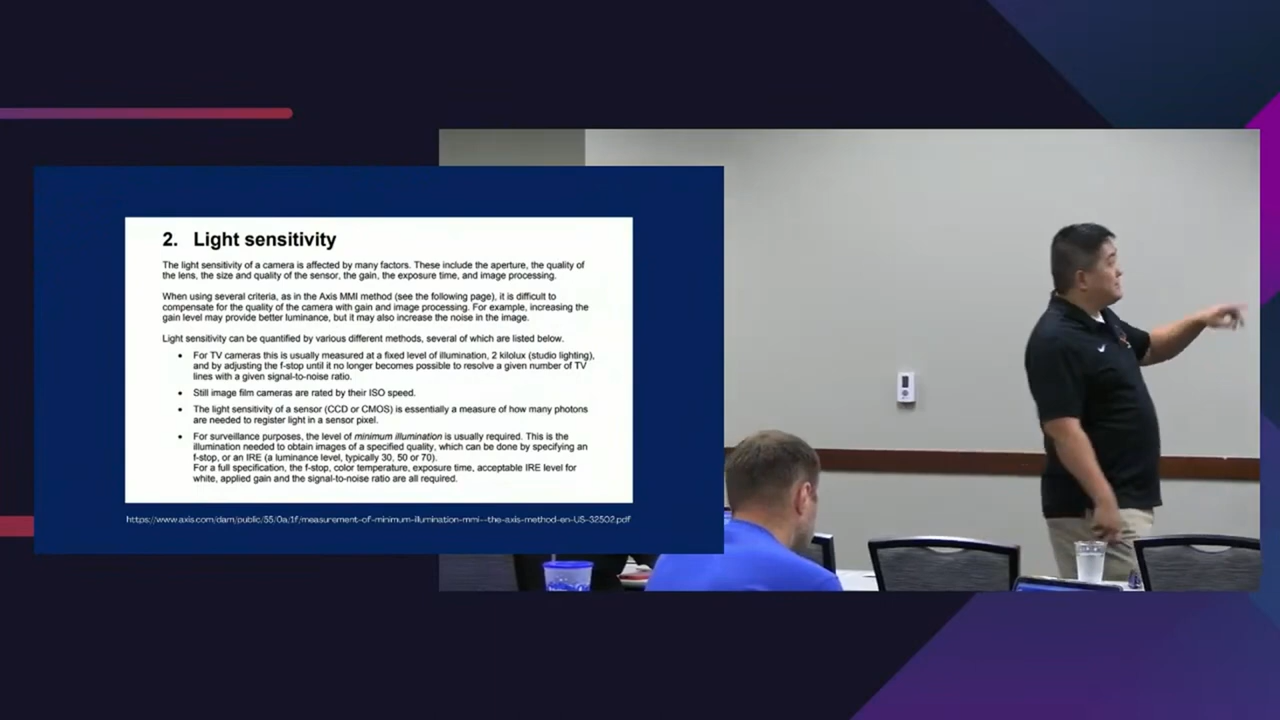 2. Light sensitivity
The light sensitivity of a camera is affected by many factors. These include the aperture, the quality of
the lens, the size and quality of the sensor, the gain, the exposure time, and image processing.
When using several criteria, as in the Axis MMI method (see the following page), it is difficult to
compensate for the quality of the camera with gain and image processing. For example, increasing the
gain level may provide better luminance, but it may also increase the noise in the image.
Light sensitivity can be quantified by various different methods, several of which are listed below.
• For TV cameras this is usually measured at a fixed level of illumination, 2 kilolux (studio lighting),
and by adjusting the f-stop until it no longer becomes possible to resolve a given number of TV
lines with a given signal-to-noise ratio.
• Still image film cameras are rated by their ISO speed.
• The light sensitivity of a sensor (CCD or CMOS) is essentially a measure of how many photons
are needed to register light in a sensor pixel.
• For surveillance purposes, the level of minimum illumination is usually required. This is the
illumination needed to obtain images of a specified quality, which can be done by specifying an
f-stop, or an IRE (a luminance level, typically 30, 50 or 70).
For a full specification, the f-stop, color temperature, exposure time, acceptable IRE level for
white, applied gain and the signal-to-noise ratio are all required.
https://www.axis.com/dam/public/55/0a/1f/measurement-of-minimum-illumination-mmi--the-axis-method-en-US-32502.pdf